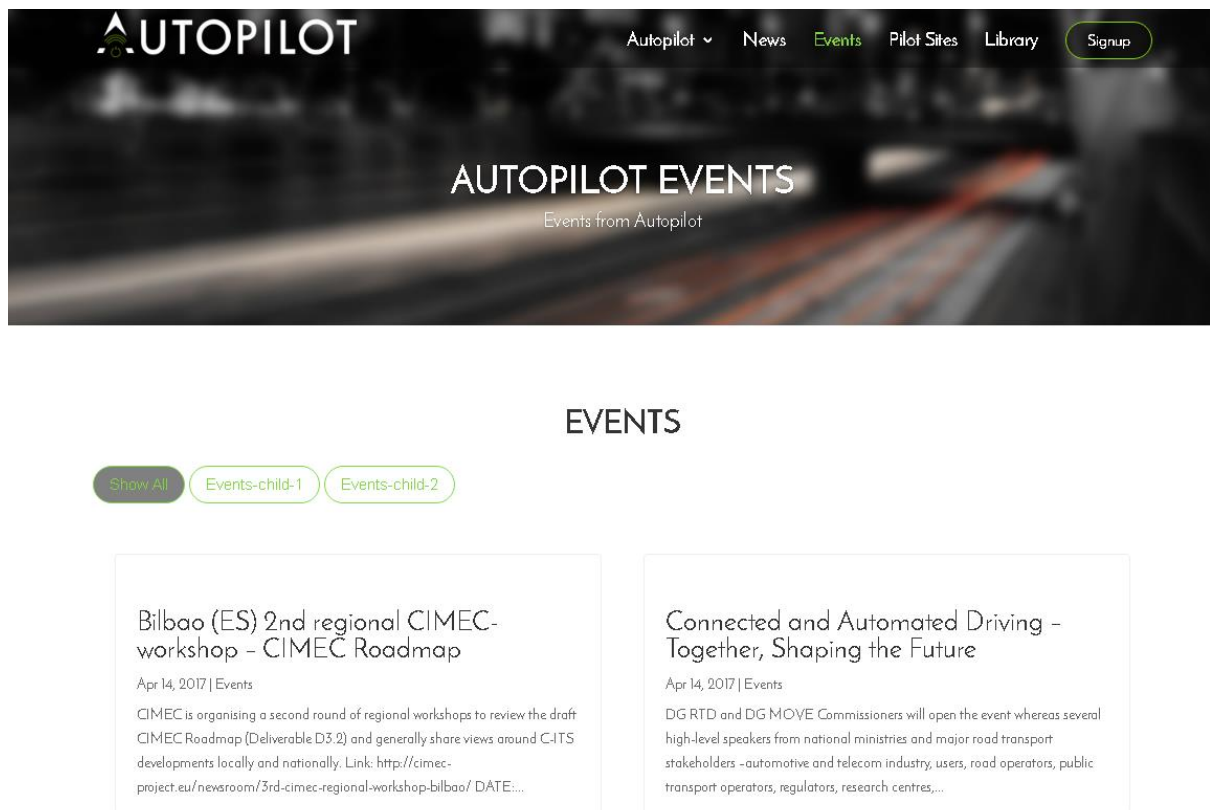 AUTOPILOT
Autopilot News Events Pilot Sites Library Signup
AUTOPILOT EVENTS
Events from Autopilot
EVENTS
Show All Events-child-1 Events-child-2
Bilbao (ES) 2nd regional CIMEC-
workshop – CIMEC Roadmap
Apr 14, 2017 | Events
CIMEC is organising a second round of regional workshops to review the draft
CIMEC Roadmap (Deliverable D3.2) and generally share views around C-ITS
developments locally and nationally. Link: http://cimec-
project.eu/newsroom/3rd-cimec-regional-workshop-bilbao/ DATE:...
Connected and Automated Driving –
Together, Shaping the Future
Apr 14, 2017 | Events
DG RTD and DG MOVE Commissioners will open the event whereas several
high-level speakers from national ministries and major road transport
stakeholders –automotive and telecom industry, users, road operators, public
transport operators, regulators, research centres,...